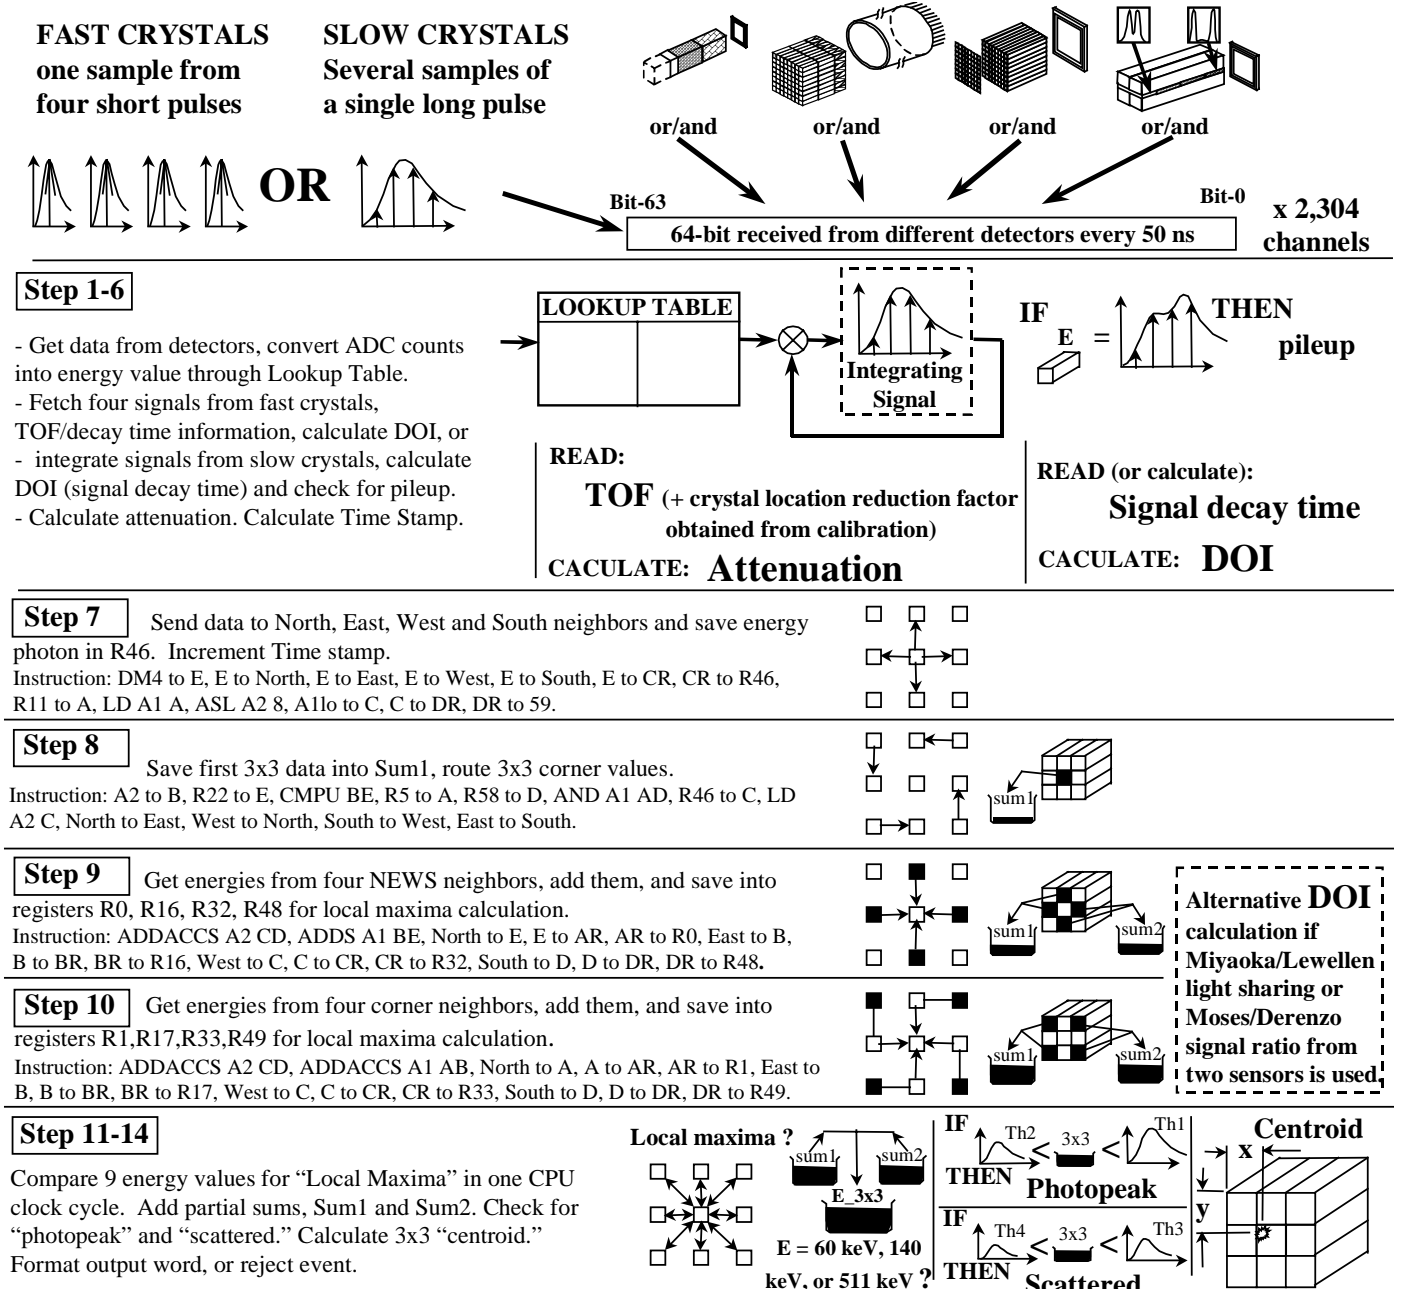 FAST CRYSTALS
one sample from
four short pulses
SLOW CRYSTALS
Several samples of
a single long pulse
OR
or/and
or/and
or/and
or/and
Bit-63
Bit-0
64-bit received from different detectors every 50 ns
x 2,304
channels
Step 1-6
- Get data from detectors, convert ADC counts
into energy value through Lookup Table.
- Fetch four signals from fast crystals,
TOF/decay time information, calculate DOI, or
- integrate signals from slow crystals, calculate
DOI (signal decay time) and check for pileup.
- Calculate attenuation. Calculate Time Stamp.
LOOKUP TABLE
Integrating
Signal
IF
E
=
THEN
pileup
READ:
TOF (+ crystal location reduction factor
obtained from calibration)
CACULATE: Attenuation
READ (or calculate):
Signal decay time
CACULATE: DOI
Step 7
Send data to North, East, West and South neighbors and save energy
photon in R46. Increment Time stamp.
Instruction: DM4 to E, E to North, E to East, E to West, E to South, E to CR, CR to R46,
R11 to A, LD A1 A, ASL A2 8, A1lo to C, C to DR, DR to 59.
Step 8
Save first 3x3 data into Sum1, route 3x3 corner values.
Instruction: A2 to B, R22 to E, CMPU BE, R5 to A, R58 to D, AND A1 AD, R46 to C, LD
A2 C, North to East, West to North, South to West, East to South.
sum1
Step 9
Get energies from four NEWS neighbors, add them, and save into
registers R0, R16, R32, R48 for local maxima calculation.
Instruction: ADDACCS A2 CD, ADDS A1 BE, North to E, E to AR, AR to R0, East to B,
B to BR, BR to R16, West to C, C to CR, CR to R32, South to D, D to DR, DR to R48.
sum1
sum2
Step 10
Get energies from four corner neighbors, add them, and save into
registers R1,R17,R33,R49 for local maxima calculation.
Instruction: ADDACCS A2 CD, ADDACCS A1 AB, North to A, A to AR, AR to R1, East to
B, B to BR, BR to R17, West to C, C to CR, CR to R33, South to D, D to DR, DR to R49.
sum1
sum2
Alternative DOI
calculation if
Miyaoka/Lewellen
light sharing or
Moses/Derenzo
signal ratio from
two sensors is used.
Step 11-14
Compare 9 energy values for “Local Maxima” in one CPU
clock cycle. Add partial sums, Sum1 and Sum2. Check for
“photopeak” and “scattered.” Calculate 3x3 “centroid.”
Format output word, or reject event.
Local maxima ?
sum1
sum2
E_3x3
E = 60 keV, 140
keV, or 511 keV ?
IF
Th2
<
3x3
<
Th1
THEN
Photopeak
IF
Th4
<
3x3
<
Th3
THEN
Scattered
Centroid
x
y